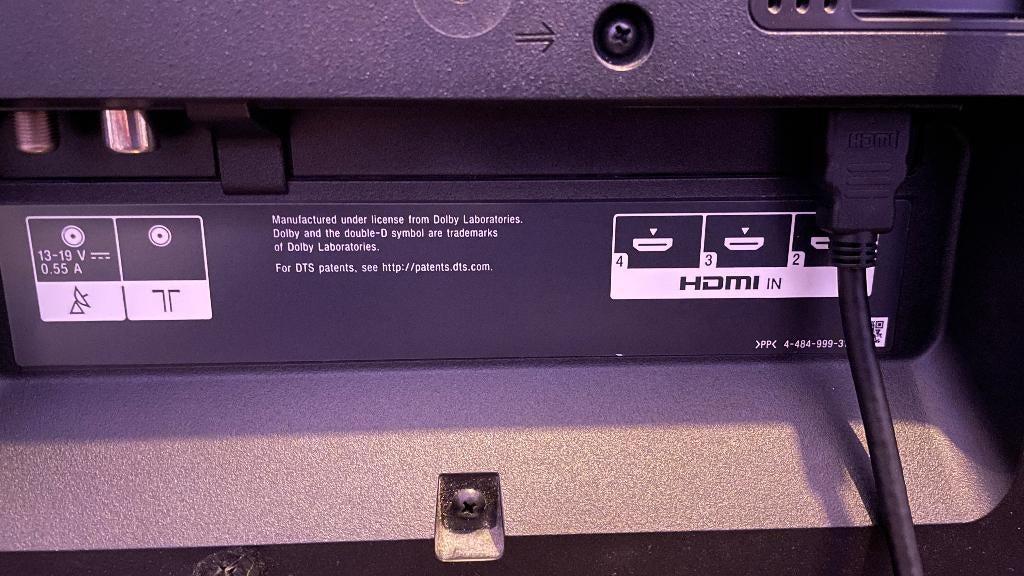 HDMI
13-19 V
0.55 A
Manufactured under license from Dolby Laboratories.
Dolby and the double-D symbol are trademarks
of Dolby Laboratories.
For DTS patents, see http://patents.dts.com.
4 3 2
HDMI IN
>PP< 4-484-999-